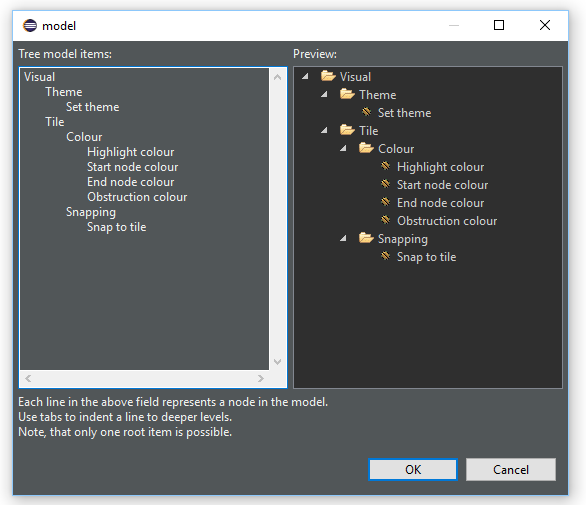 model
Tree model items:
Visual
Theme
Set theme
Tile
Colour
Highlight colour
Start node colour
End node colour
Obstruction colour
Snapping
Snap to tile
Preview:
Visual
Theme
Set theme
Tile
Colour
Highlight colour
Start node colour
End node colour
Obstruction colour
Snapping
Snap to tile
Each line in the above field represents a node in the model.
Use tabs to indent a line to deeper levels.
Note, that only one root item is possible.
OK
Cancel